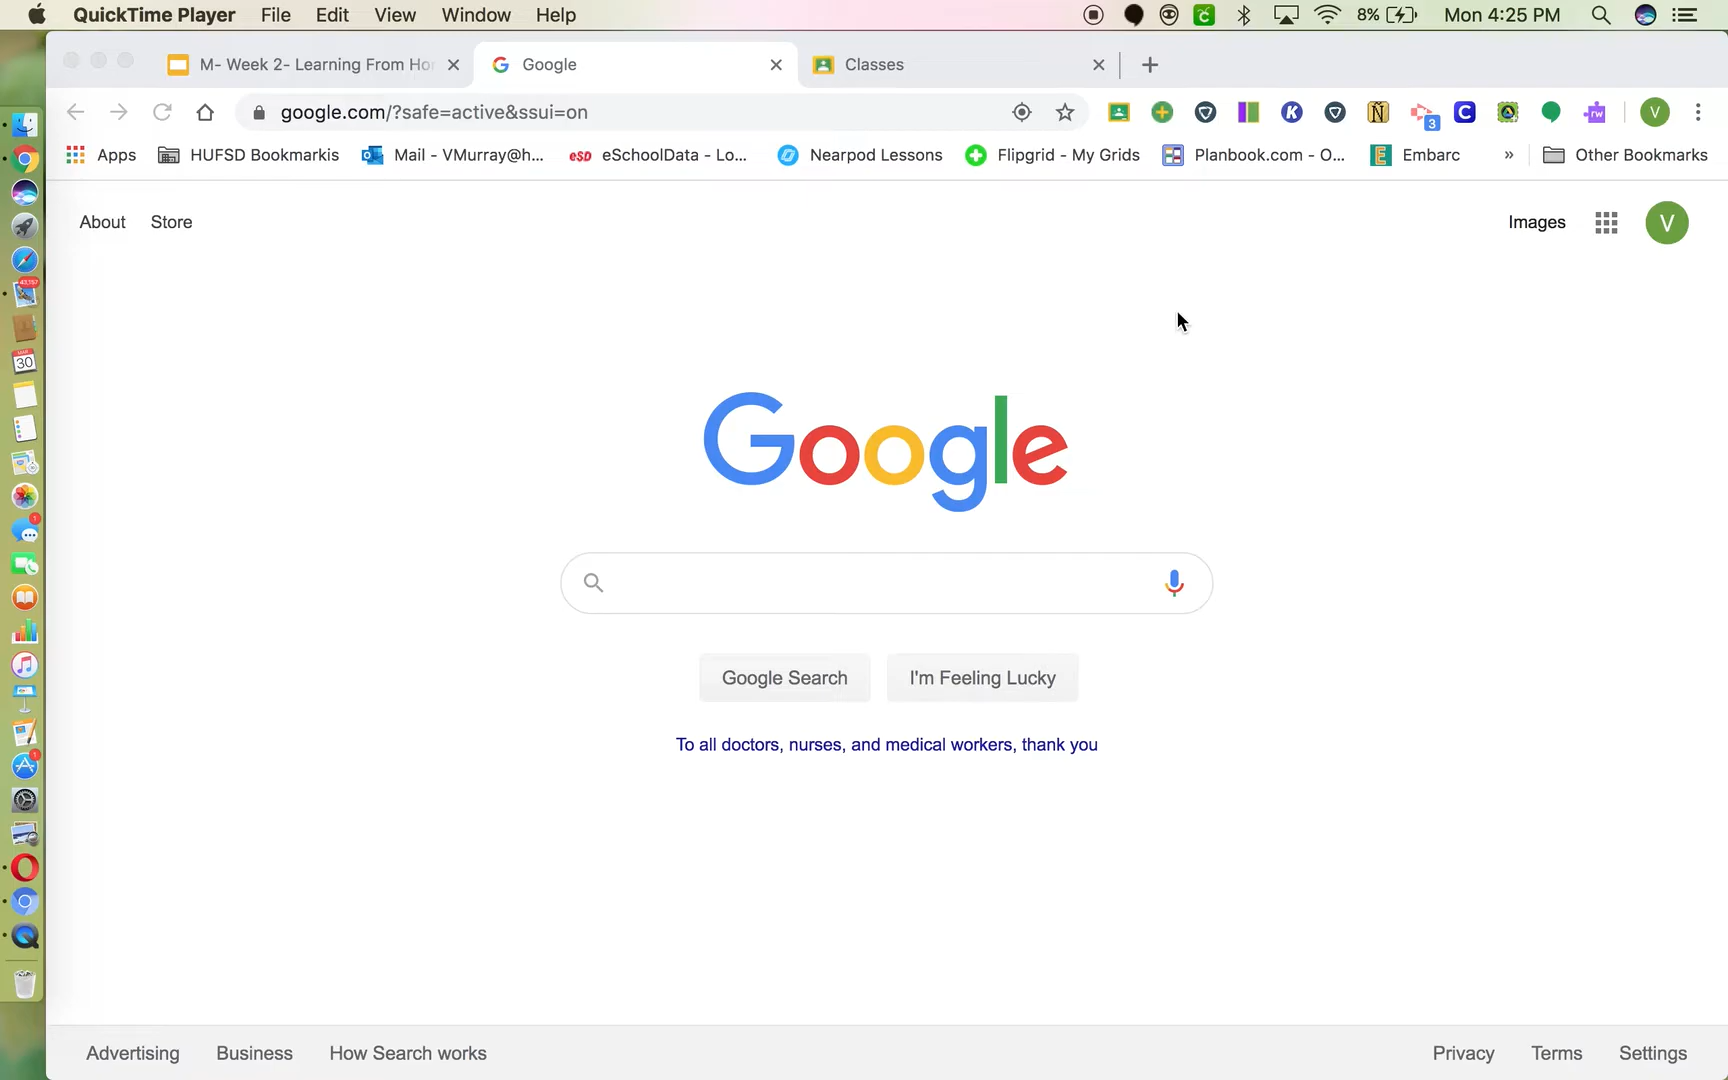 QuickTime Player File Edit View Window Help 8% Mon 4:25 PM
M- Week 2- Learning From Hor Google Classes
google.com/?safe=active&ssui=on 3 V
Apps HUFSD Bookmarkis Mail - VMurray@h... eSD eSchoolData - Lo... Nearpod Lessons Flipgrid - My Grids Planbook.com - O... Embarc » Other Bookmarks
About Store Images V
Google
Google Search I'm Feeling Lucky
To all doctors, nurses, and medical workers, thank you
Advertising Business How Search works Privacy Terms Settings